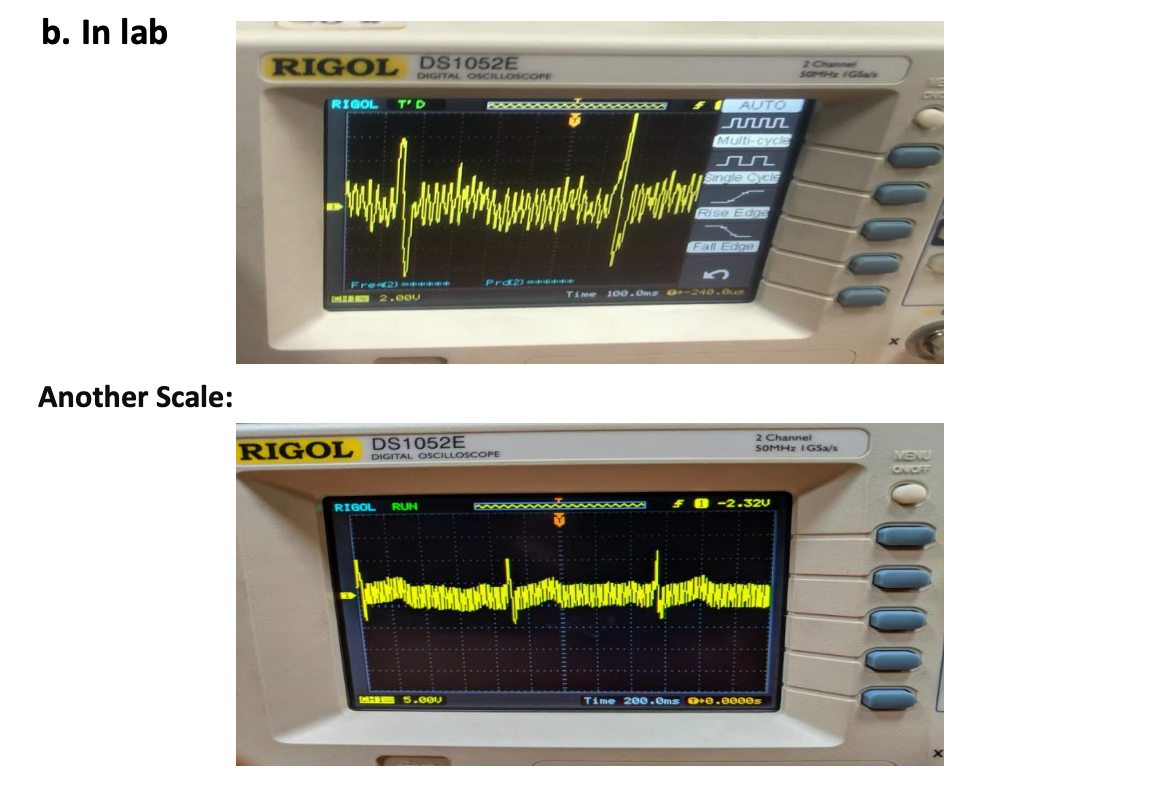 b. In lab
RIGOL DS1052E
DIGITAL OSCILLOSCOPE
2 Channel
50MHz 1GSa/s
RIGOL T'D
T
AUTO
Multi-cycle
Single Cycle
Rise Edge
Fall Edge
Freq(2)=******
Prd(2)=******
2.00V
Time 100.0ms
-240.0us
X
Another Scale:
RIGOL DS1052E
DIGITAL OSCILLOSCOPE
2 Channel
50MHz 1GSa/s
MENU
ON/OFF
RIGOL RUN
T
1 -2.32V
CH1 5.00V
Time 200.0ms
0.0000s
X